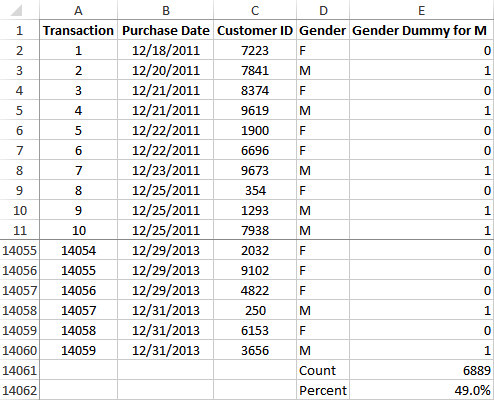 A B C D E
1 Transaction Purchase Date Customer ID Gender Gender Dummy for M
2 1 12/18/2011 7223 F 0
3 2 12/20/2011 7841 M 1
4 3 12/21/2011 8374 F 0
5 4 12/21/2011 9619 M 1
6 5 12/22/2011 1900 F 0
7 6 12/22/2011 6696 F 0
8 7 12/23/2011 9673 M 1
9 8 12/25/2011 354 F 0
10 9 12/25/2011 1293 M 1
11 10 12/25/2011 7938 M 1
14055 14054 12/29/2013 2032 F 0
14056 14055 12/29/2013 9102 F 0
14057 14056 12/29/2013 4822 F 0
14058 14057 12/31/2013 250 M 1
14059 14058 12/31/2013 6153 F 0
14060 14059 12/31/2013 3656 M 1
14061 Count 6889
14062 Percent 49.0%